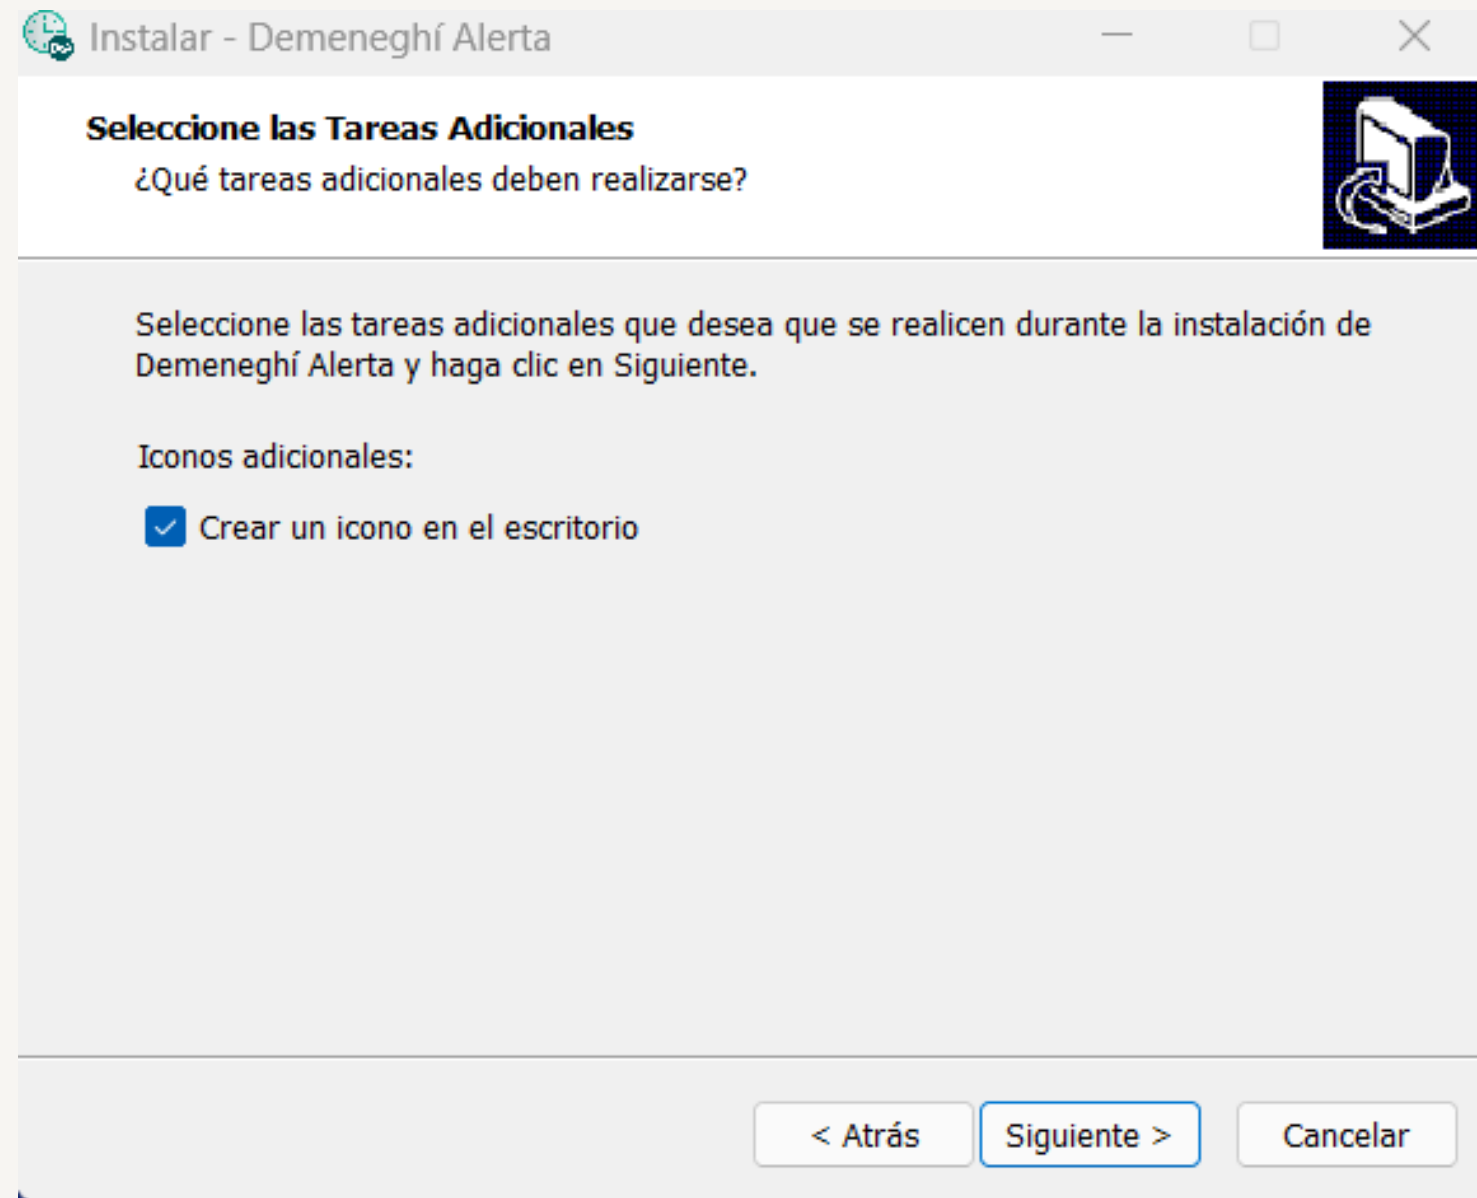 Instalar - Demeneghí Alerta
Seleccione las Tareas Adicionales
¿Qué tareas adicionales deben realizarse?
Seleccione las tareas adicionales que desea que se realicen durante la instalación de
Demeneghí Alerta y haga clic en Siguiente.
Iconos adicionales:
Crear un icono en el escritorio
< Atrás
Siguiente >
Cancelar